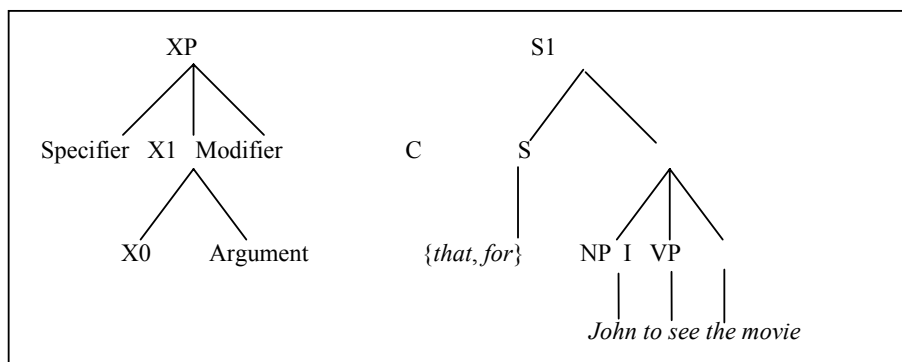 XP S1
Specifier X1 Modifier C S
X0 Argument {that, for} NP I VP
John to see the movie